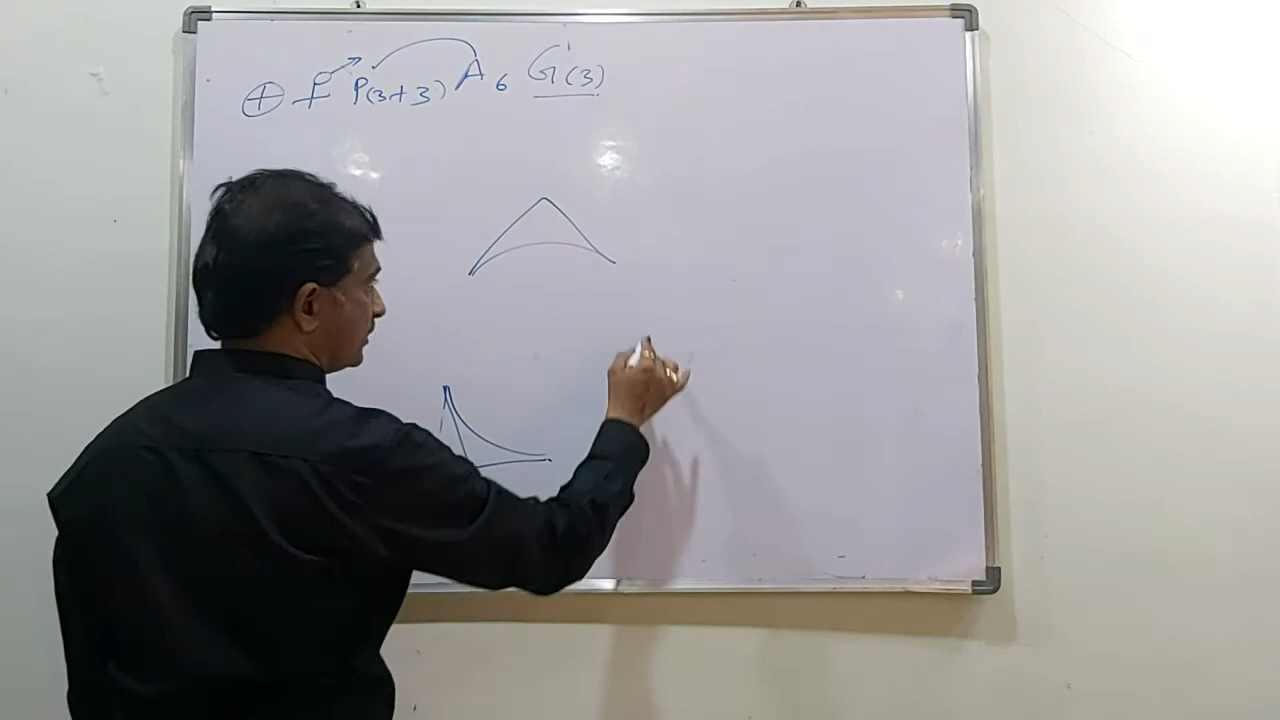 ⊕ ⚥ P(3+3) A 6 G(3)